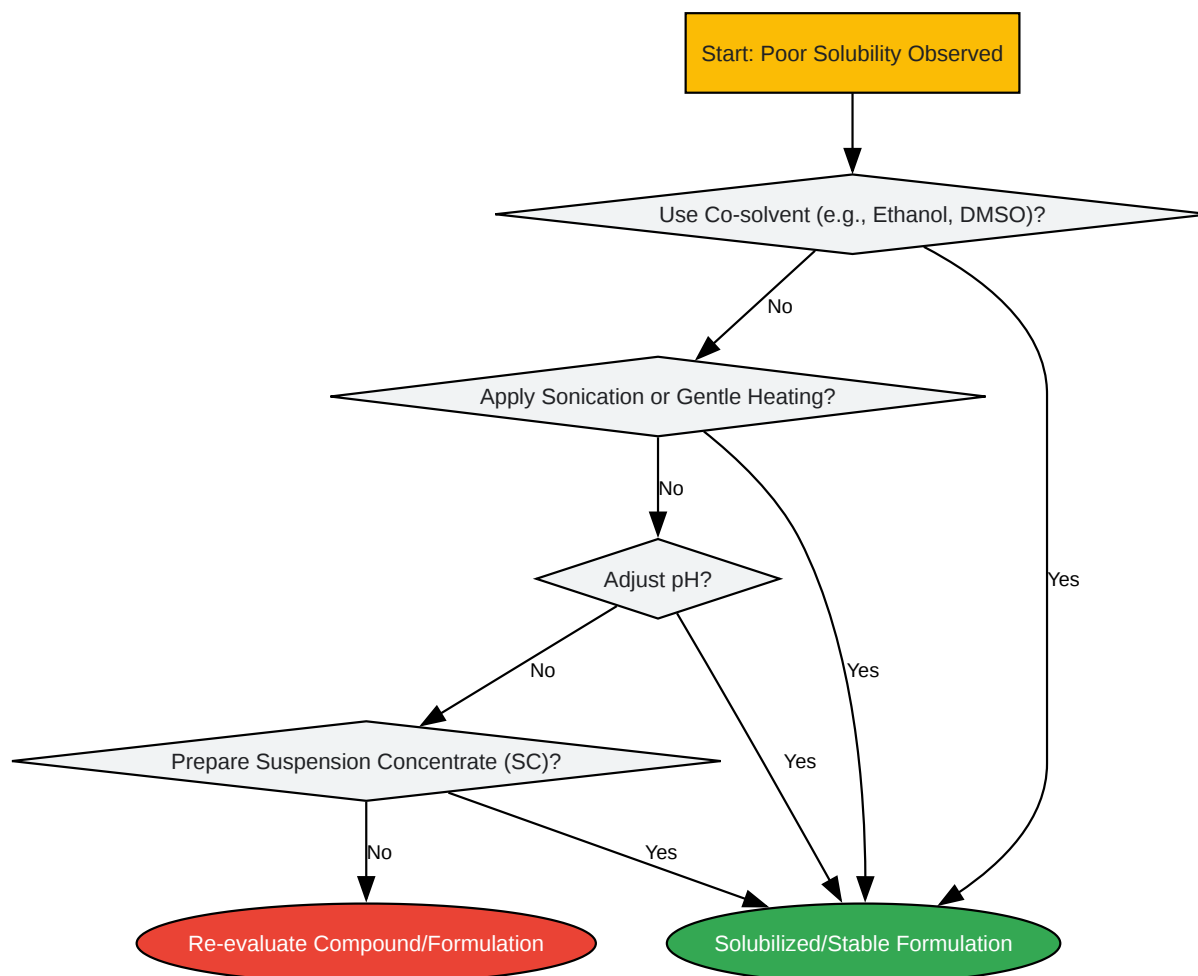 Start: Poor Solubility Observed
Use Co-solvent (e.g., Ethanol, DMSO)?
No
Apply Sonication or Gentle Heating?
No
Adjust pH?
Yes
No
Yes
Prepare Suspension Concentrate (SC)?
Yes
No
Yes
Re-evaluate Compound/Formulation
Solubilized/Stable Formulation